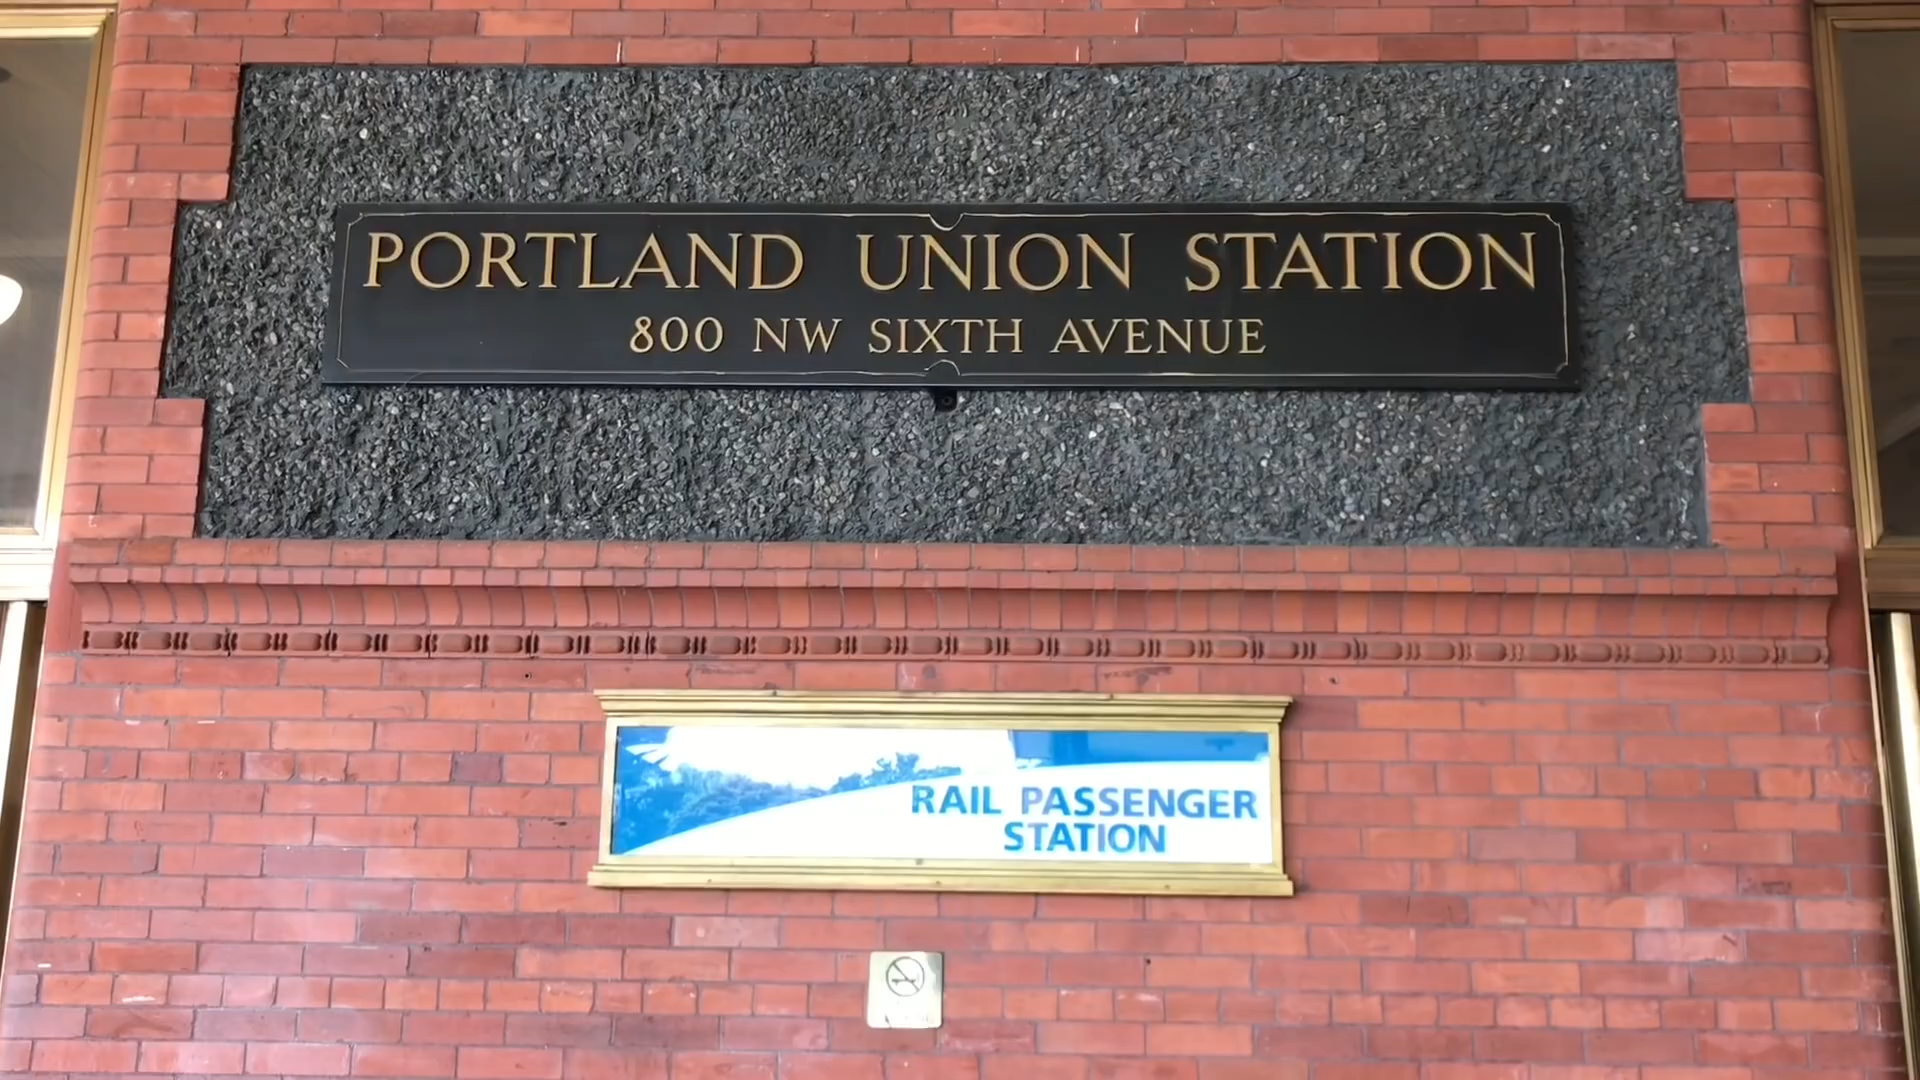 PORTLAND UNION STATION
800 NW SIXTH AVENUE
RAIL PASSENGER
STATION